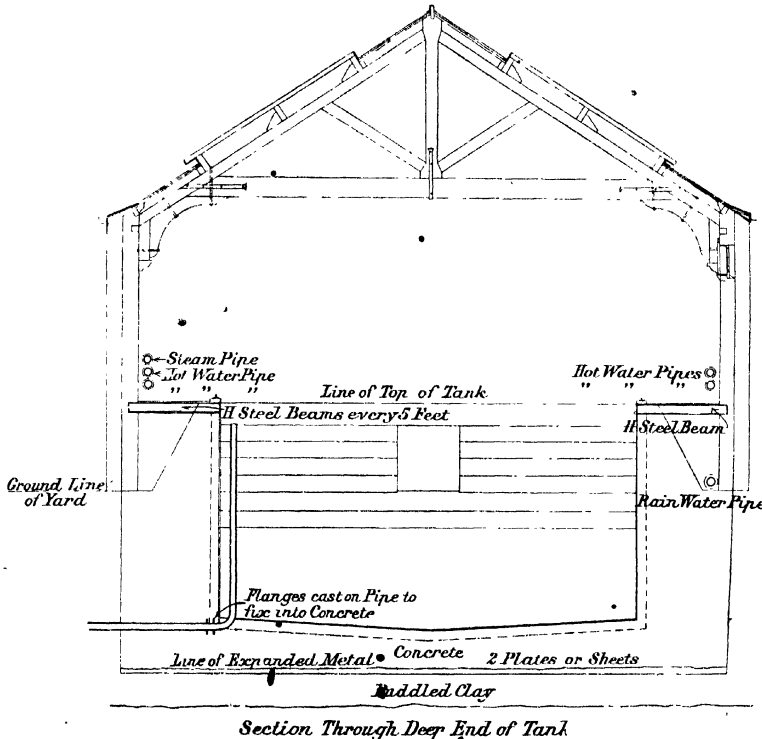 Steam Pipe
Hot Water Pipe
" " "
Hot Water Pipes
" " "
Line of Top of Tank
H Steel Beams every 5 Feet
H Steel Beam
Ground Line
of Yard
Rain Water Pipe
Flanges cast on Pipe to
fix into Concrete
Concrete
Line of Expanded Metal
2 Plates or Sheets
Puddled Clay
Section Through Deep End of Tank